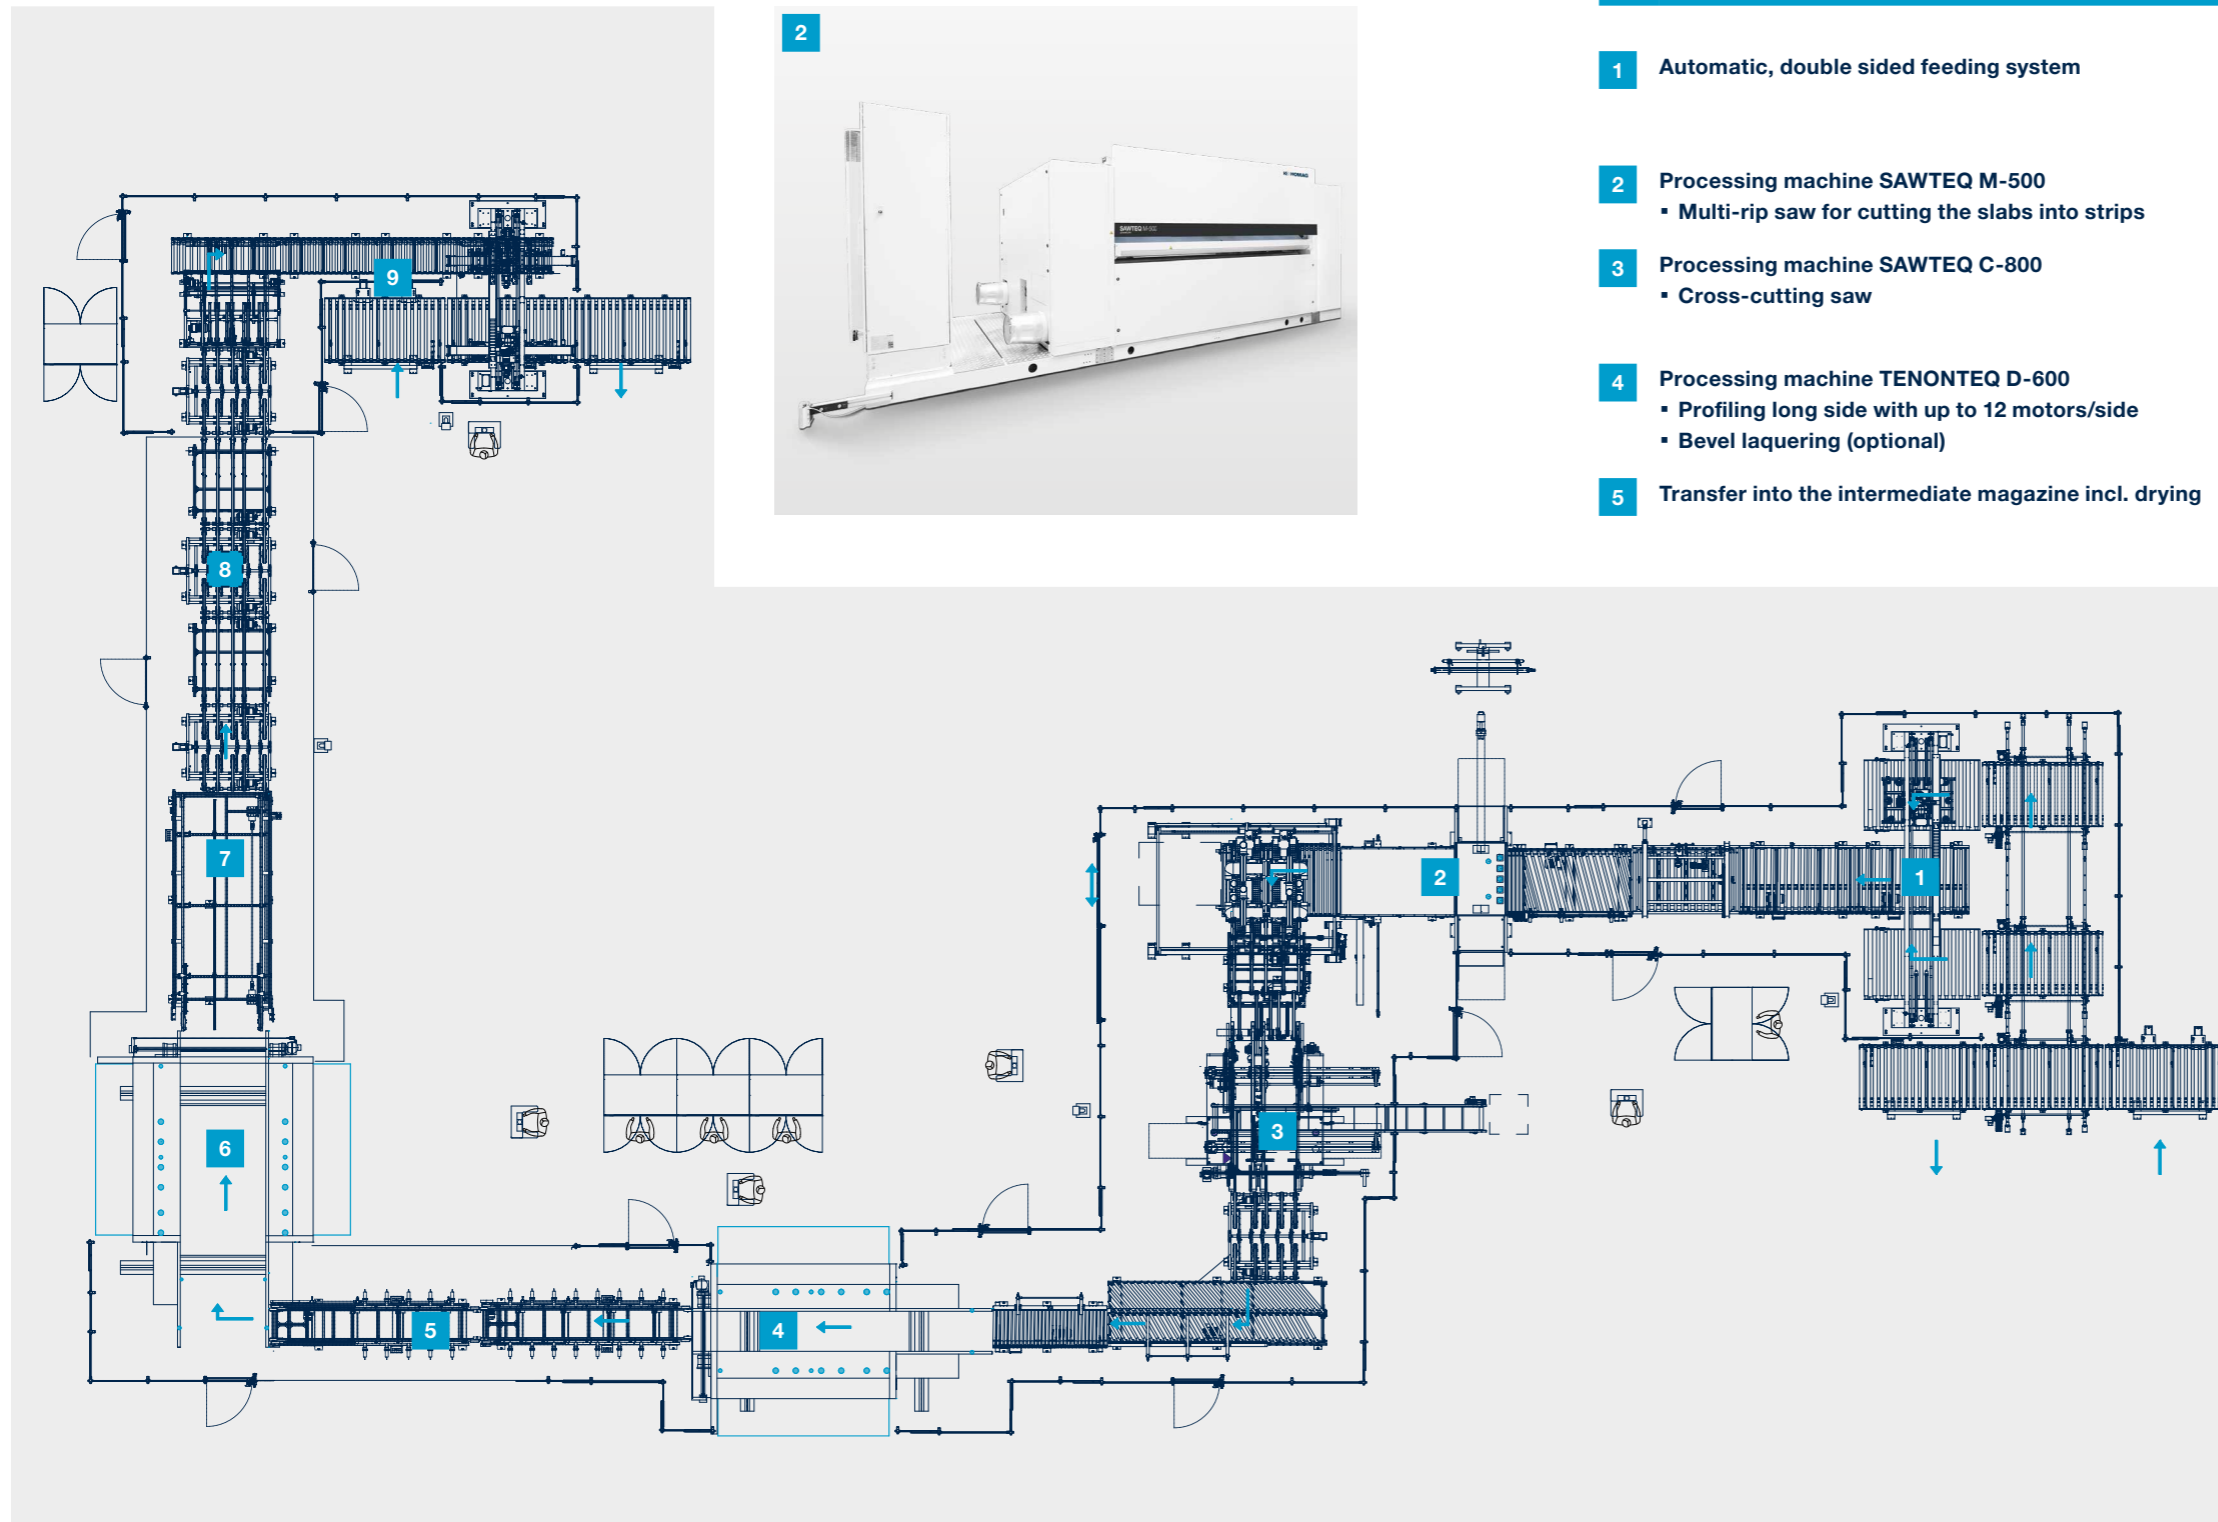 2
1 Automatic, double sided feeding system
2 Processing machine SAWTEQ M-500
▪ Multi-rip saw for cutting the slabs into strips
3 Processing machine SAWTEQ C-800
▪ Cross-cutting saw
4 Processing machine TENONTEQ D-600
▪ Profiling long side with up to 12 motors/side
▪ Bevel laquering (optional)
5 Transfer into the intermediate magazine incl. drying
HOMAG
SAWTEQ M-500
9
8
7
2
1
6
3
5
4